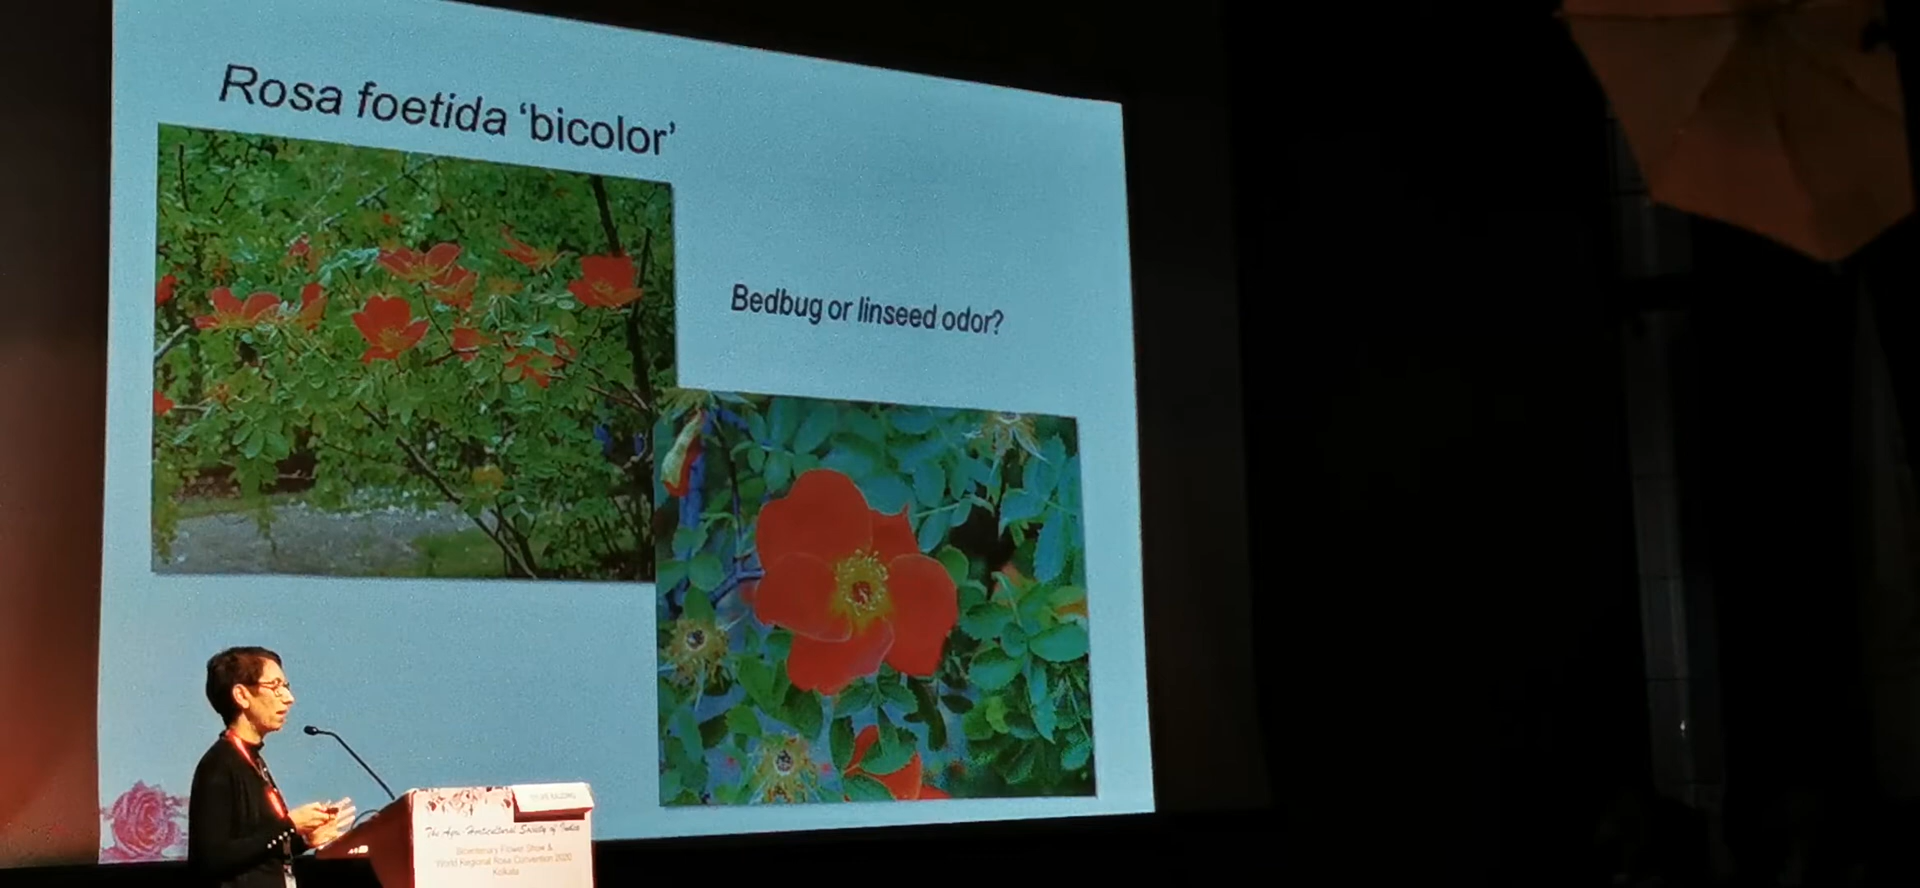 Rosa foetida ‘bicolor’
Bedbug or linseed odor?
The Agri-Horticultural Society of India
Bicentenary Flower Show &
World Regional Rose Convention 2020
Kolkata